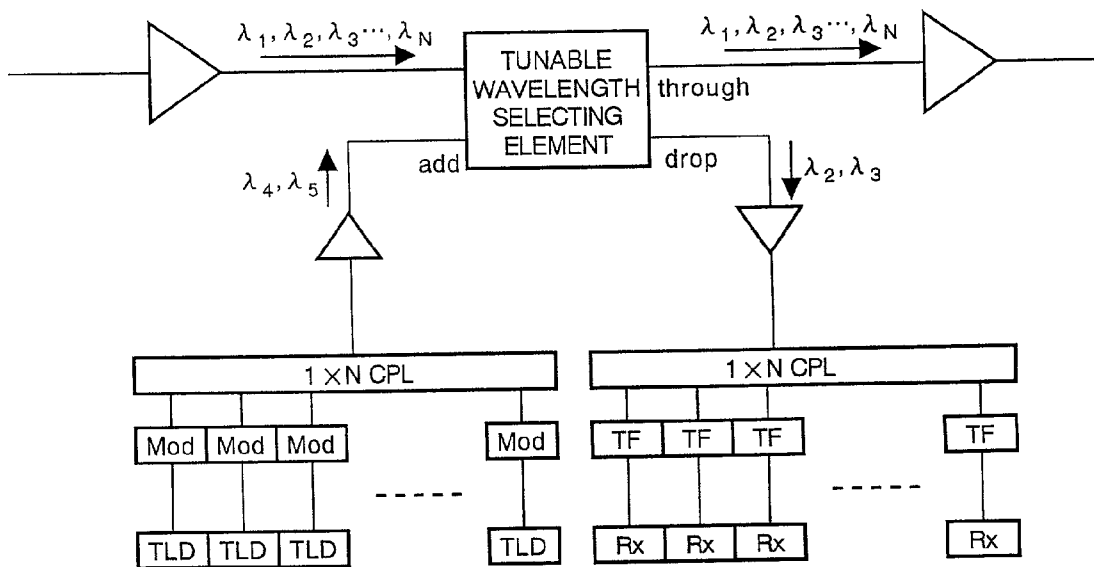 λ1, λ2, λ3 ···, λN
λ1, λ2, λ3 ···, λN
TUNABLE
WAVELENGTH
SELECTING
ELEMENT
through
add
drop
λ4, λ5
λ2, λ3
1 × N CPL
1 × N CPL
Mod Mod Mod Mod
TF TF TF TF
TLD TLD TLD TLD
Rx Rx Rx Rx